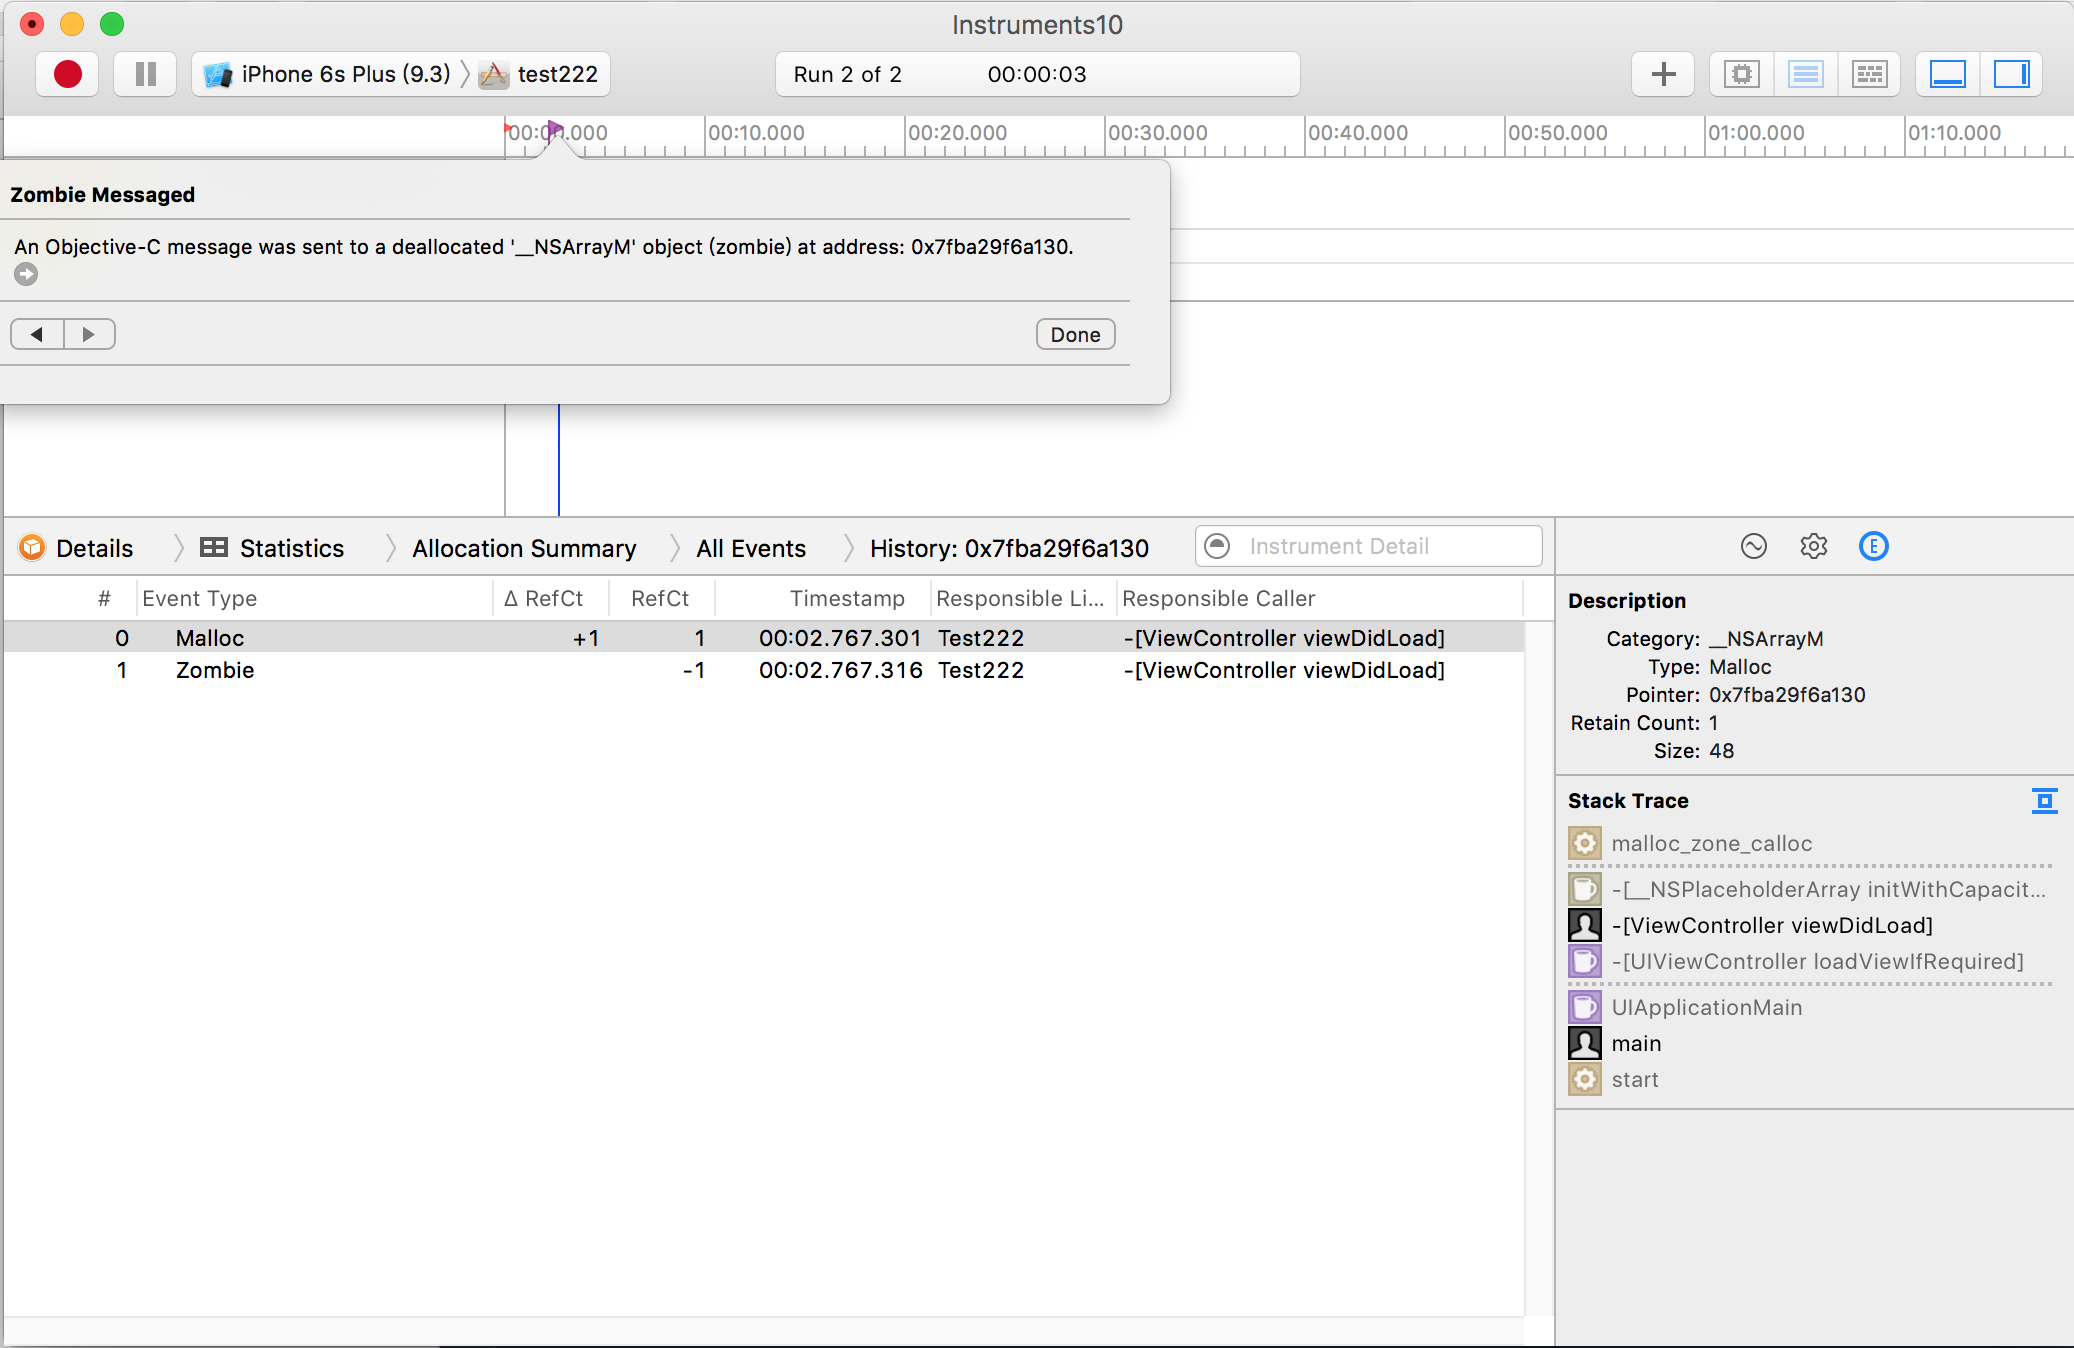 Instruments10
iPhone 6s Plus (9.3) test222
Run 2 of 2 00:00:03
00:10.000 00:20.000 00:30.000 00:40.000 00:50.000 01:00.000 01:10.000
Zombie Messaged
An Objective-C message was sent to a deallocated '__NSArrayM' object (zombie) at address: 0x7fba29f6a130.
Done
Details Statistics Allocation Summary All Events History: 0x7fba29f6a130 Instrument Detail
# Event Type Δ RefCt RefCt Timestamp Responsible Li... Responsible Caller
0 Malloc +1 1 00:02.767.301 Test222 -[ViewController viewDidLoad]
1 Zombie -1 00:02.767.316 Test222 -[ViewController viewDidLoad]
E
Description
Category: __NSArrayM
Type: Malloc
Pointer: 0x7fba29f6a130
Retain Count: 1
Size: 48
Stack Trace
malloc_zone_calloc
-[__NSPlaceholderArray initWithCapacit...
-[ViewController viewDidLoad]
-[UIViewController loadViewIfRequired]
UIApplicationMain
main
start